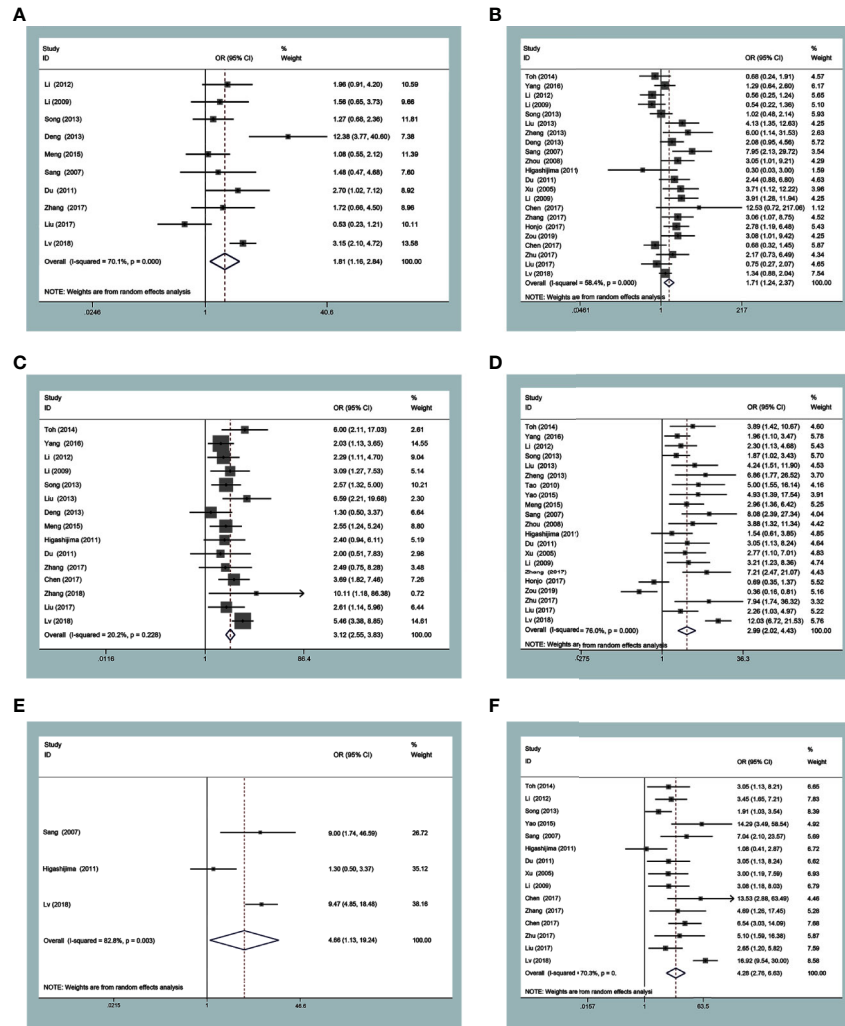 A
Study
ID
OR (95% CI)
%
Weight
Li (2012) 1.96 (0.91, 4.20) 10.59
Li (2009) 1.56 (0.65, 3.73) 9.66
Song (2013) 1.27 (0.68, 2.36) 11.81
Deng (2013) 12.38 (3.77, 40.60) 7.38
Meng (2015) 1.08 (0.55, 2.12) 11.39
Sang (2007) 1.48 (0.47, 4.68) 7.60
Du (2011) 2.70 (1.02, 7.12) 8.92
Zhang (2017) 1.72 (0.66, 4.50) 8.96
Liu (2017) 0.53 (0.23, 1.21) 10.11
Lv (2018) 3.15 (2.10, 4.72) 13.58
Overall (I-squared = 70.1%, p = 0.000) 1.81 (1.16, 2.84) 100.00
NOTE: Weights are from random effects analysis
.0246 1 40.6
B
Study
ID
OR (95% CI)
%
Weight
Toh (2014) 0.68 (0.24, 1.91) 4.57
Yang (2016) 1.29 (0.64, 2.60) 6.17
Li (2012) 0.56 (0.25, 1.24) 5.65
Li (2009) 0.54 (0.22, 1.36) 5.10
Song (2013) 1.02 (0.48, 2.14) 5.93
Liu (2013) 4.13 (1.35, 12.63) 4.25
Zheng (2013) 6.00 (1.14, 31.53) 2.63
Deng (2013) 2.08 (0.95, 4.56) 5.72
Sang (2007) 7.95 (2.13, 29.72) 3.54
Zhou (2008) 3.05 (1.01, 9.21) 4.29
Higashijima (2011) 0.30 (0.03, 3.00) 1.59
Du (2011) 2.44 (0.88, 6.80) 4.63
Xu (2005) 3.71 (1.12, 12.22) 3.96
Li (2009) 3.91 (1.28, 11.94) 4.25
Chen (2017) 12.53 (0.72, 217.06) 1.12
Zhang (2017) 3.06 (1.07, 8.75) 4.52
Honjo (2017) 2.78 (1.19, 6.48) 5.43
Zou (2019) 3.08 (1.01, 9.42) 4.25
Chen (2017) 0.68 (0.32, 1.45) 5.87
Zhu (2017) 2.17 (0.73, 6.49) 4.34
Liu (2017) 0.75 (0.27, 2.07) 4.65
Lv (2018) 1.34 (0.88, 2.04) 7.54
Overall (I-squared = 58.4%, p = 0.000) 1.71 (1.24, 2.37) 100.00
NOTE: Weights are from random effects analysis
.00461 1 217
C
Study
ID
OR (95% CI)
%
Weight
Toh (2014) 6.00 (2.11, 17.03) 2.61
Yang (2016) 2.03 (1.13, 3.65) 14.55
Li (2012) 2.29 (1.11, 4.70) 9.04
Li (2009) 3.09 (1.27, 7.53) 5.14
Song (2013) 2.57 (1.32, 5.00) 10.21
Liu (2013) 6.59 (2.21, 19.68) 2.30
Deng (2013) 1.30 (0.50, 3.37) 6.64
Meng (2015) 2.55 (1.24, 5.24) 8.80
Higashijima (2011) 2.40 (0.94, 6.11) 5.19
Du (2011) 2.00 (0.51, 7.83) 2.98
Zhang (2017) 2.49 (0.75, 8.28) 3.48
Chen (2017) 3.69 (1.82, 7.46) 7.26
Zhang (2018) 10.11 (1.18, 86.38) 0.72
Liu (2017) 2.61 (1.14, 5.96) 6.44
Lv (2018) 5.46 (3.38, 8.85) 14.61
Overall (I-squared = 20.2%, p = 0.228) 3.12 (2.55, 3.83) 100.00
.0116 1 86.4
D
Study
ID
OR (95% CI)
%
Weight
Toh (2014) 3.89 (1.42, 10.67) 4.60
Yang (2016) 1.96 (1.10, 3.47) 5.78
Li (2012) 2.30 (1.13, 4.68) 5.43
Song (2013) 1.87 (1.02, 3.43) 5.70
Liu (2013) 4.24 (1.51, 11.90) 4.53
Zheng (2013) 6.86 (1.77, 26.52) 3.70
Tao (2010) 5.00 (1.55, 16.14) 4.16
Yao (2015) 4.93 (1.39, 17.54) 3.91
Meng (2015) 2.96 (1.36, 6.42) 5.25
Sang (2007) 8.08 (2.39, 27.34) 4.04
Zhou (2008) 3.88 (1.32, 11.34) 4.42
Higashijima (2011) 1.54 (0.61, 3.85) 4.85
Du (2011) 3.05 (1.13, 8.24) 4.64
Xu (2005) 2.77 (1.10, 7.01) 4.83
Li (2009) 3.21 (1.23, 8.36) 4.74
Zhang (2017) 7.21 (2.47, 21.07) 4.43
Honjo (2017) 0.69 (0.35, 1.37) 5.52
Zou (2019) 0.36 (0.16, 0.81) 5.16
Zhu (2017) 7.94 (1.74, 36.32) 3.32
Liu (2017) 2.26 (1.03, 4.97) 5.22
Lv (2018) 12.03 (6.72, 21.53) 5.76
Overall (I-squared = 76.0%, p = 0.000) 2.99 (2.02, 4.43) 100.00
NOTE: Weights are from random effects analysis
.0275 1 36.3
E
Study
ID
OR (95% CI)
%
Weight
Sang (2007) 9.00 (1.74, 46.59) 26.72
Higashijima (2011) 1.30 (0.50, 3.37) 35.12
Lv (2018) 9.47 (4.85, 18.48) 38.16
Overall (I-squared = 82.8%, p = 0.003) 4.66 (1.13, 19.24) 100.00
NOTE: Weights are from random effects analysis
.0215 1 46.6
F
Study
ID
OR (95% CI)
%
Weight
Toh (2014) 3.05 (1.13, 8.21) 6.65
Li (2012) 3.45 (1.65, 7.21) 7.83
Song (2013) 1.91 (1.03, 3.54) 8.39
Yao (2015) 14.29 (3.49, 58.54) 4.92
Sang (2007) 7.04 (2.10, 23.57) 5.69
Higashijima (2011) 1.08 (0.41, 2.87) 6.72
Du (2011) 3.05 (1.13, 8.24) 6.62
Xu (2005) 3.00 (1.19, 7.59) 6.93
Li (2009) 3.08 (1.18, 8.03) 6.79
Chen (2017) 13.53 (2.88, 63.49) 4.46
Zhang (2017) 4.69 (1.26, 17.45) 5.28
Chen (2017) 6.54 (3.03, 14.09) 7.68
Zhu (2017) 5.10 (1.59, 16.38) 5.87
Liu (2017) 2.65 (1.20, 5.82) 7.59
Lv (2018) 16.92 (9.54, 30.00) 8.58
Overall (I-squared = 70.3%, p = 0. 4.28 (2.76, 6.63) 100.00
NOTE: Weights are from random effects analysis
.0157 1 63.5